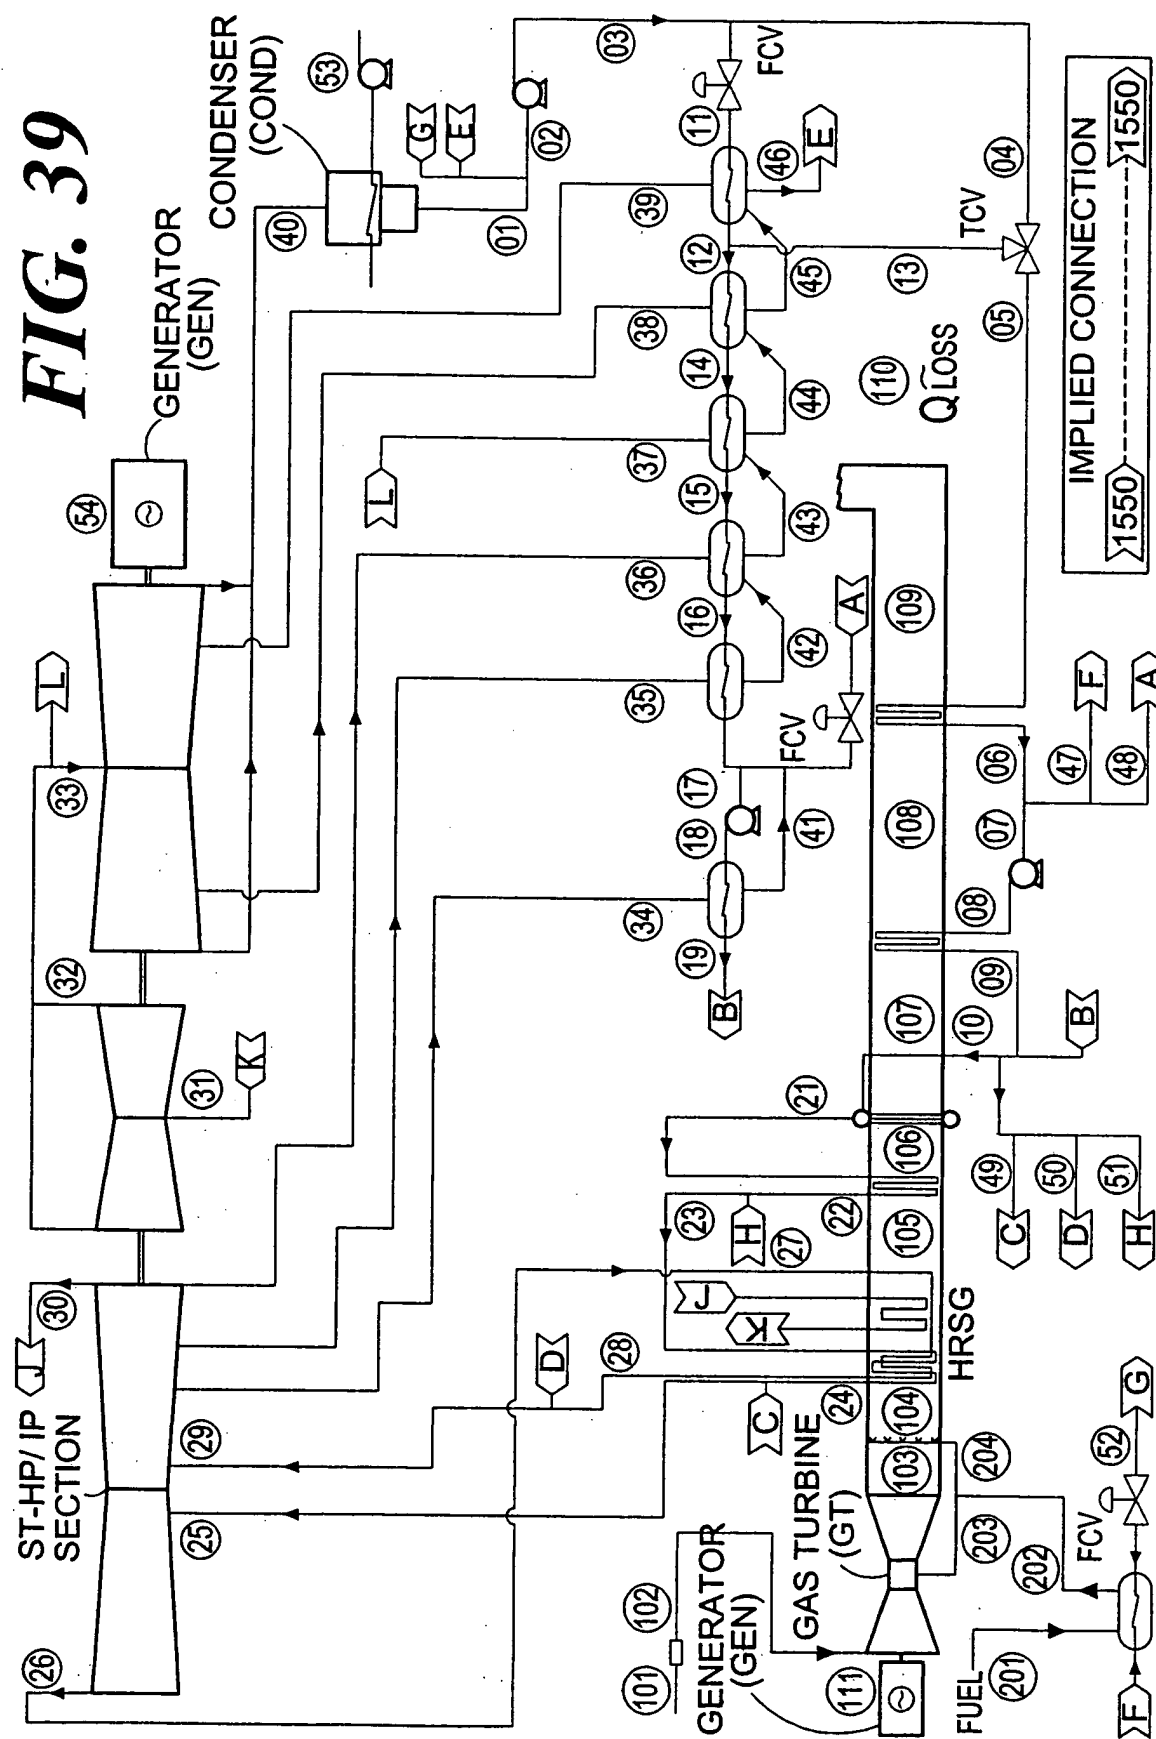 FIG. 39
GENERATOR
(GEN)
CONDENSER
(COND)
ST-HP/IP
SECTION
54
53
40
G
E
01
02
03
FCV
11
46
E
39
12
45
13
TCV
04
05
38
14
44
110
Q̃LOSS
L
37
15
43
36
16
42
35
FCV
A
17
18
41
34
19
B
L
33
32
31
K
30
J
29
25
26
28
D
27
H
J
K
23
22
21
C
24
GENERATOR
(GEN)
GAS TURBINE
(GT)
HRSG
101
102
111
103
104
105
106
107
108
109
06
07
08
09
10
47
F
48
A
B
49
C
50
D
51
H
FUEL
201
202
203
204
FCV
52
G
F
IMPLIED CONNECTION
1550
1550